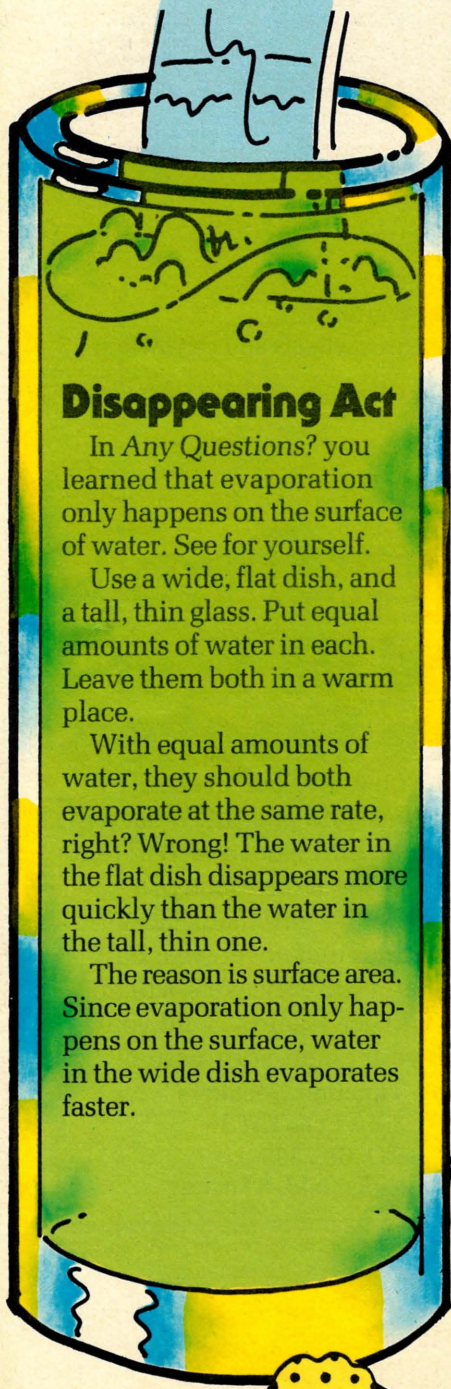 Disappearing Act
In Any Questions? you
learned that evaporation
only happens on the surface
of water. See for yourself.
Use a wide, flat dish, and
a tall, thin glass. Put equal
amounts of water in each.
Leave them both in a warm
place.
With equal amounts of
water, they should both
evaporate at the same rate,
right? Wrong! The water in
the flat dish disappears more
quickly than the water in
the tall, thin one.
The reason is surface area.
Since evaporation only hap-
pens on the surface, water
in the wide dish evaporates
faster.